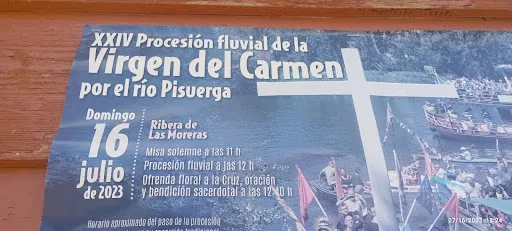 XXIV Procesión fluvial de la
Virgen del Carmen
por el río Pisuerga
Domingo
16
julio
de 2023
Ribera de
Las Moreras
Misa solemne a las 11 h
Procesión fluvial a las 12 h
Ofrenda floral a la Cruz, oración
y bendición sacerdotal a las 12:40 h
Horario aproximado del paso de la procesión